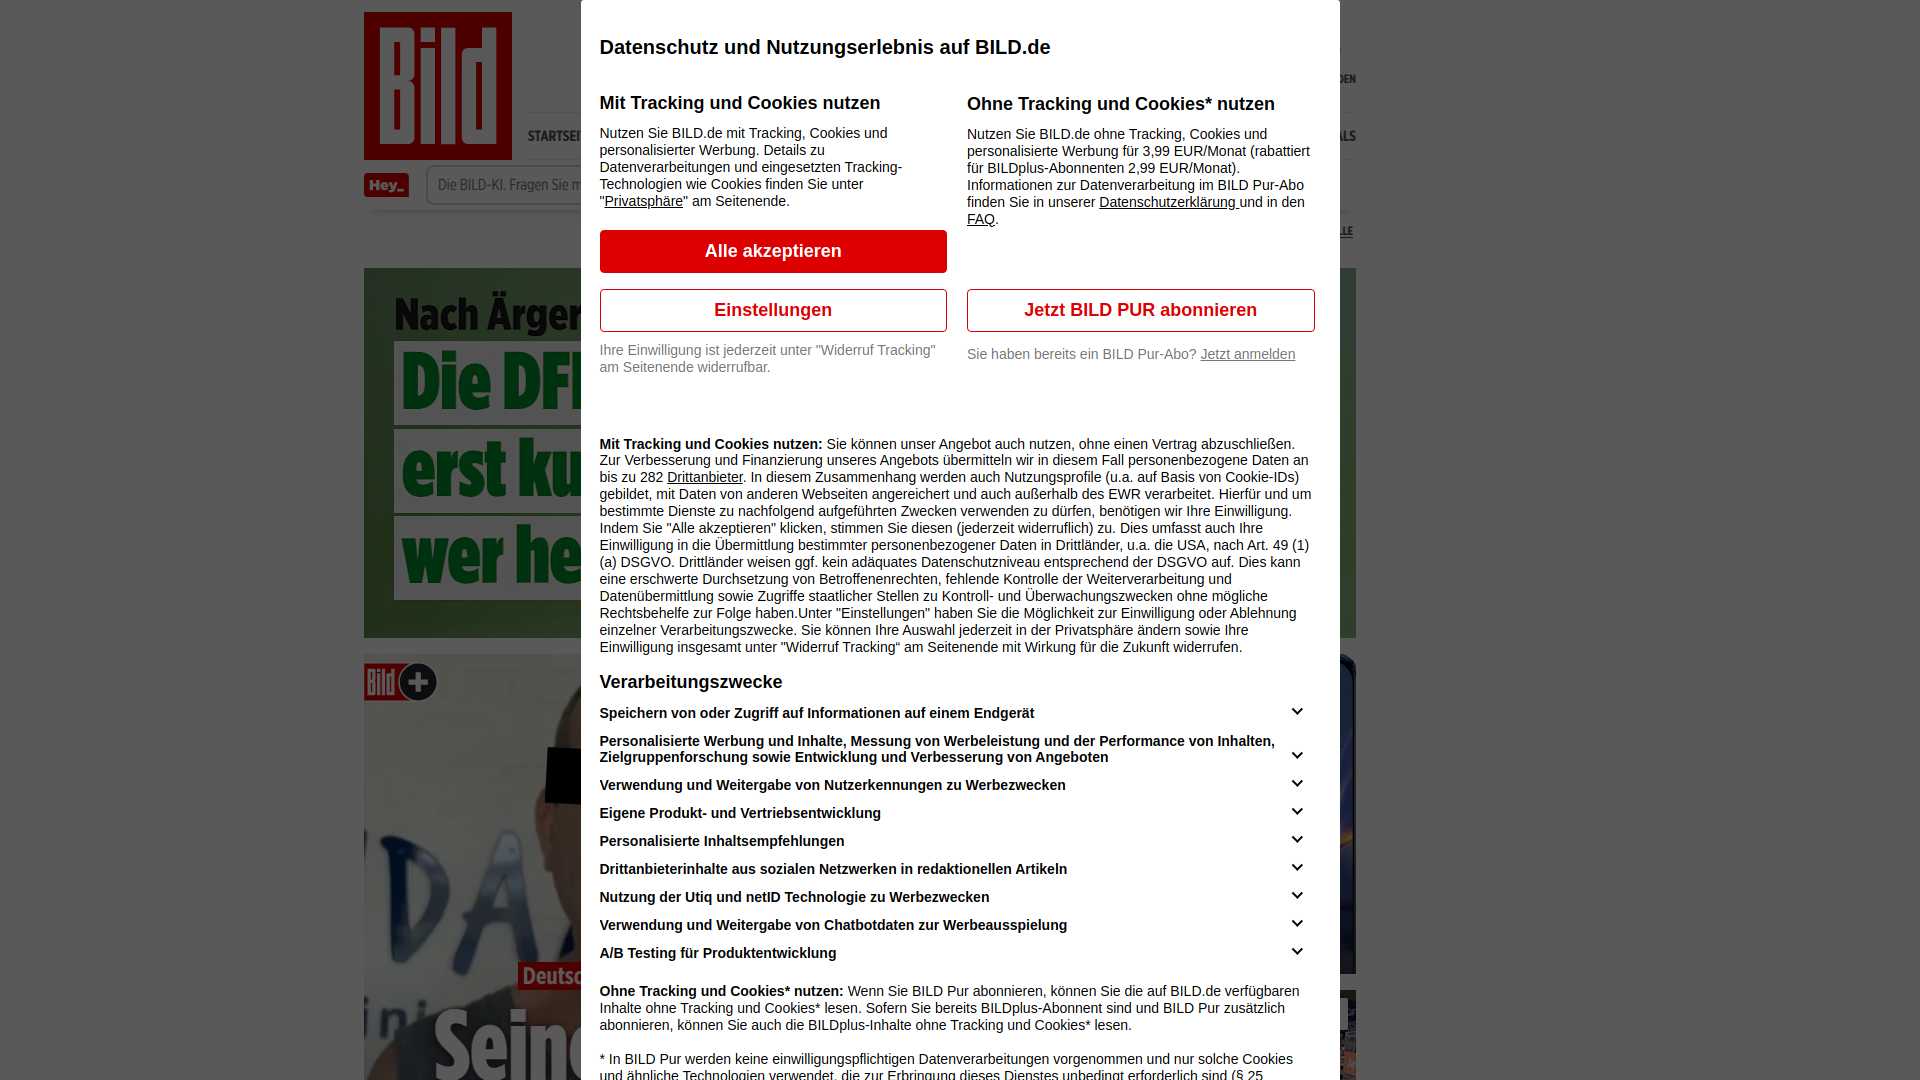 Bild
Datenschutz und Nutzungserlebnis auf BILD.de
Mit Tracking und Cookies nutzen
Nutzen Sie BILD.de mit Tracking, Cookies und
personalisierter Werbung. Details zu
Datenverarbeitungen und eingesetzten Tracking-
Technologien wie Cookies finden Sie unter
"Privatsphäre" am Seitenende.
Alle akzeptieren
Einstellungen
Ihre Einwilligung ist jederzeit unter "Widerruf Tracking"
am Seitenende widerrufbar.
Ohne Tracking und Cookies* nutzen
Nutzen Sie BILD.de ohne Tracking, Cookies und
personalisierte Werbung für 3,99 EUR/Monat (rabattiert
für BILDplus-Abonnenten 2,99 EUR/Monat).
Informationen zur Datenverarbeitung im BILD Pur-Abo
finden Sie in unserer Datenschutzerklärung und in den
FAQ.
Jetzt BILD PUR abonnieren
Sie haben bereits ein BILD Pur-Abo? Jetzt anmelden
Mit Tracking und Cookies nutzen: Sie können unser Angebot auch nutzen, ohne einen Vertrag abzuschließen.
Zur Verbesserung und Finanzierung unseres Angebots übermitteln wir in diesem Fall personenbezogene Daten an
bis zu 282 Drittanbieter. In diesem Zusammenhang werden auch Nutzungsprofile (u.a. auf Basis von Cookie-IDs)
gebildet, mit Daten von anderen Webseiten angereichert und auch außerhalb des EWR verarbeitet. Hierfür und um
bestimmte Dienste zu nachfolgend aufgeführten Zwecken verwenden zu dürfen, benötigen wir Ihre Einwilligung.
Indem Sie "Alle akzeptieren" klicken, stimmen Sie diesen (jederzeit widerruflich) zu. Dies umfasst auch Ihre
Einwilligung in die Übermittlung bestimmter personenbezogener Daten in Drittländer, u.a. die USA, nach Art. 49 (1)
(a) DSGVO. Drittländer weisen ggf. kein adäquates Datenschutzniveau entsprechend der DSGVO auf. Dies kann
eine erschwerte Durchsetzung von Betroffenenrechten, fehlende Kontrolle der Weiterverarbeitung und
Datenübermittlung sowie Zugriffe staatlicher Stellen zu Kontroll- und Überwachungszwecken ohne mögliche
Rechtsbehelfe zur Folge haben.Unter "Einstellungen" haben Sie die Möglichkeit zur Einwilligung oder Ablehnung
einzelner Verarbeitungszwecke. Sie können Ihre Auswahl jederzeit in der Privatsphäre ändern sowie Ihre
Einwilligung insgesamt unter "Widerruf Tracking“ am Seitenende mit Wirkung für die Zukunft widerrufen.
Verarbeitungszwecke
Speichern von oder Zugriff auf Informationen auf einem Endgerät
Personalisierte Werbung und Inhalte, Messung von Werbeleistung und der Performance von Inhalten,
Zielgruppenforschung sowie Entwicklung und Verbesserung von Angeboten
Verwendung und Weitergabe von Nutzerkennungen zu Werbezwecken
Eigene Produkt- und Vertriebsentwicklung
Personalisierte Inhaltsempfehlungen
Drittanbieterinhalte aus sozialen Netzwerken in redaktionellen Artikeln
Nutzung der Utiq und netID Technologie zu Werbezwecken
Verwendung und Weitergabe von Chatbotdaten zur Werbeausspielung
A/B Testing für Produktentwicklung
Ohne Tracking und Cookies* nutzen: Wenn Sie BILD Pur abonnieren, können Sie die auf BILD.de verfügbaren
Inhalte ohne Tracking und Cookies* lesen. Sofern Sie bereits BILDplus-Abonnent sind und BILD Pur zusätzlich
abonnieren, können Sie auch die BILDplus-Inhalte ohne Tracking und Cookies* lesen.
* In BILD Pur werden keine einwilligungspflichtigen Datenverarbeitungen vorgenommen und nur solche Cookies
und ähnliche Technologien verwendet, die zur Erbringung dieses Dienstes unbedingt erforderlich sind (§ 25
STARTSEI
Hey_
Die BILD-KI. Fragen Sie m
Nach Ärger
Die DF
erst ku
wer he
Bild +
DA
ini
Deutsc
Sein
DEN
ALS
LLE